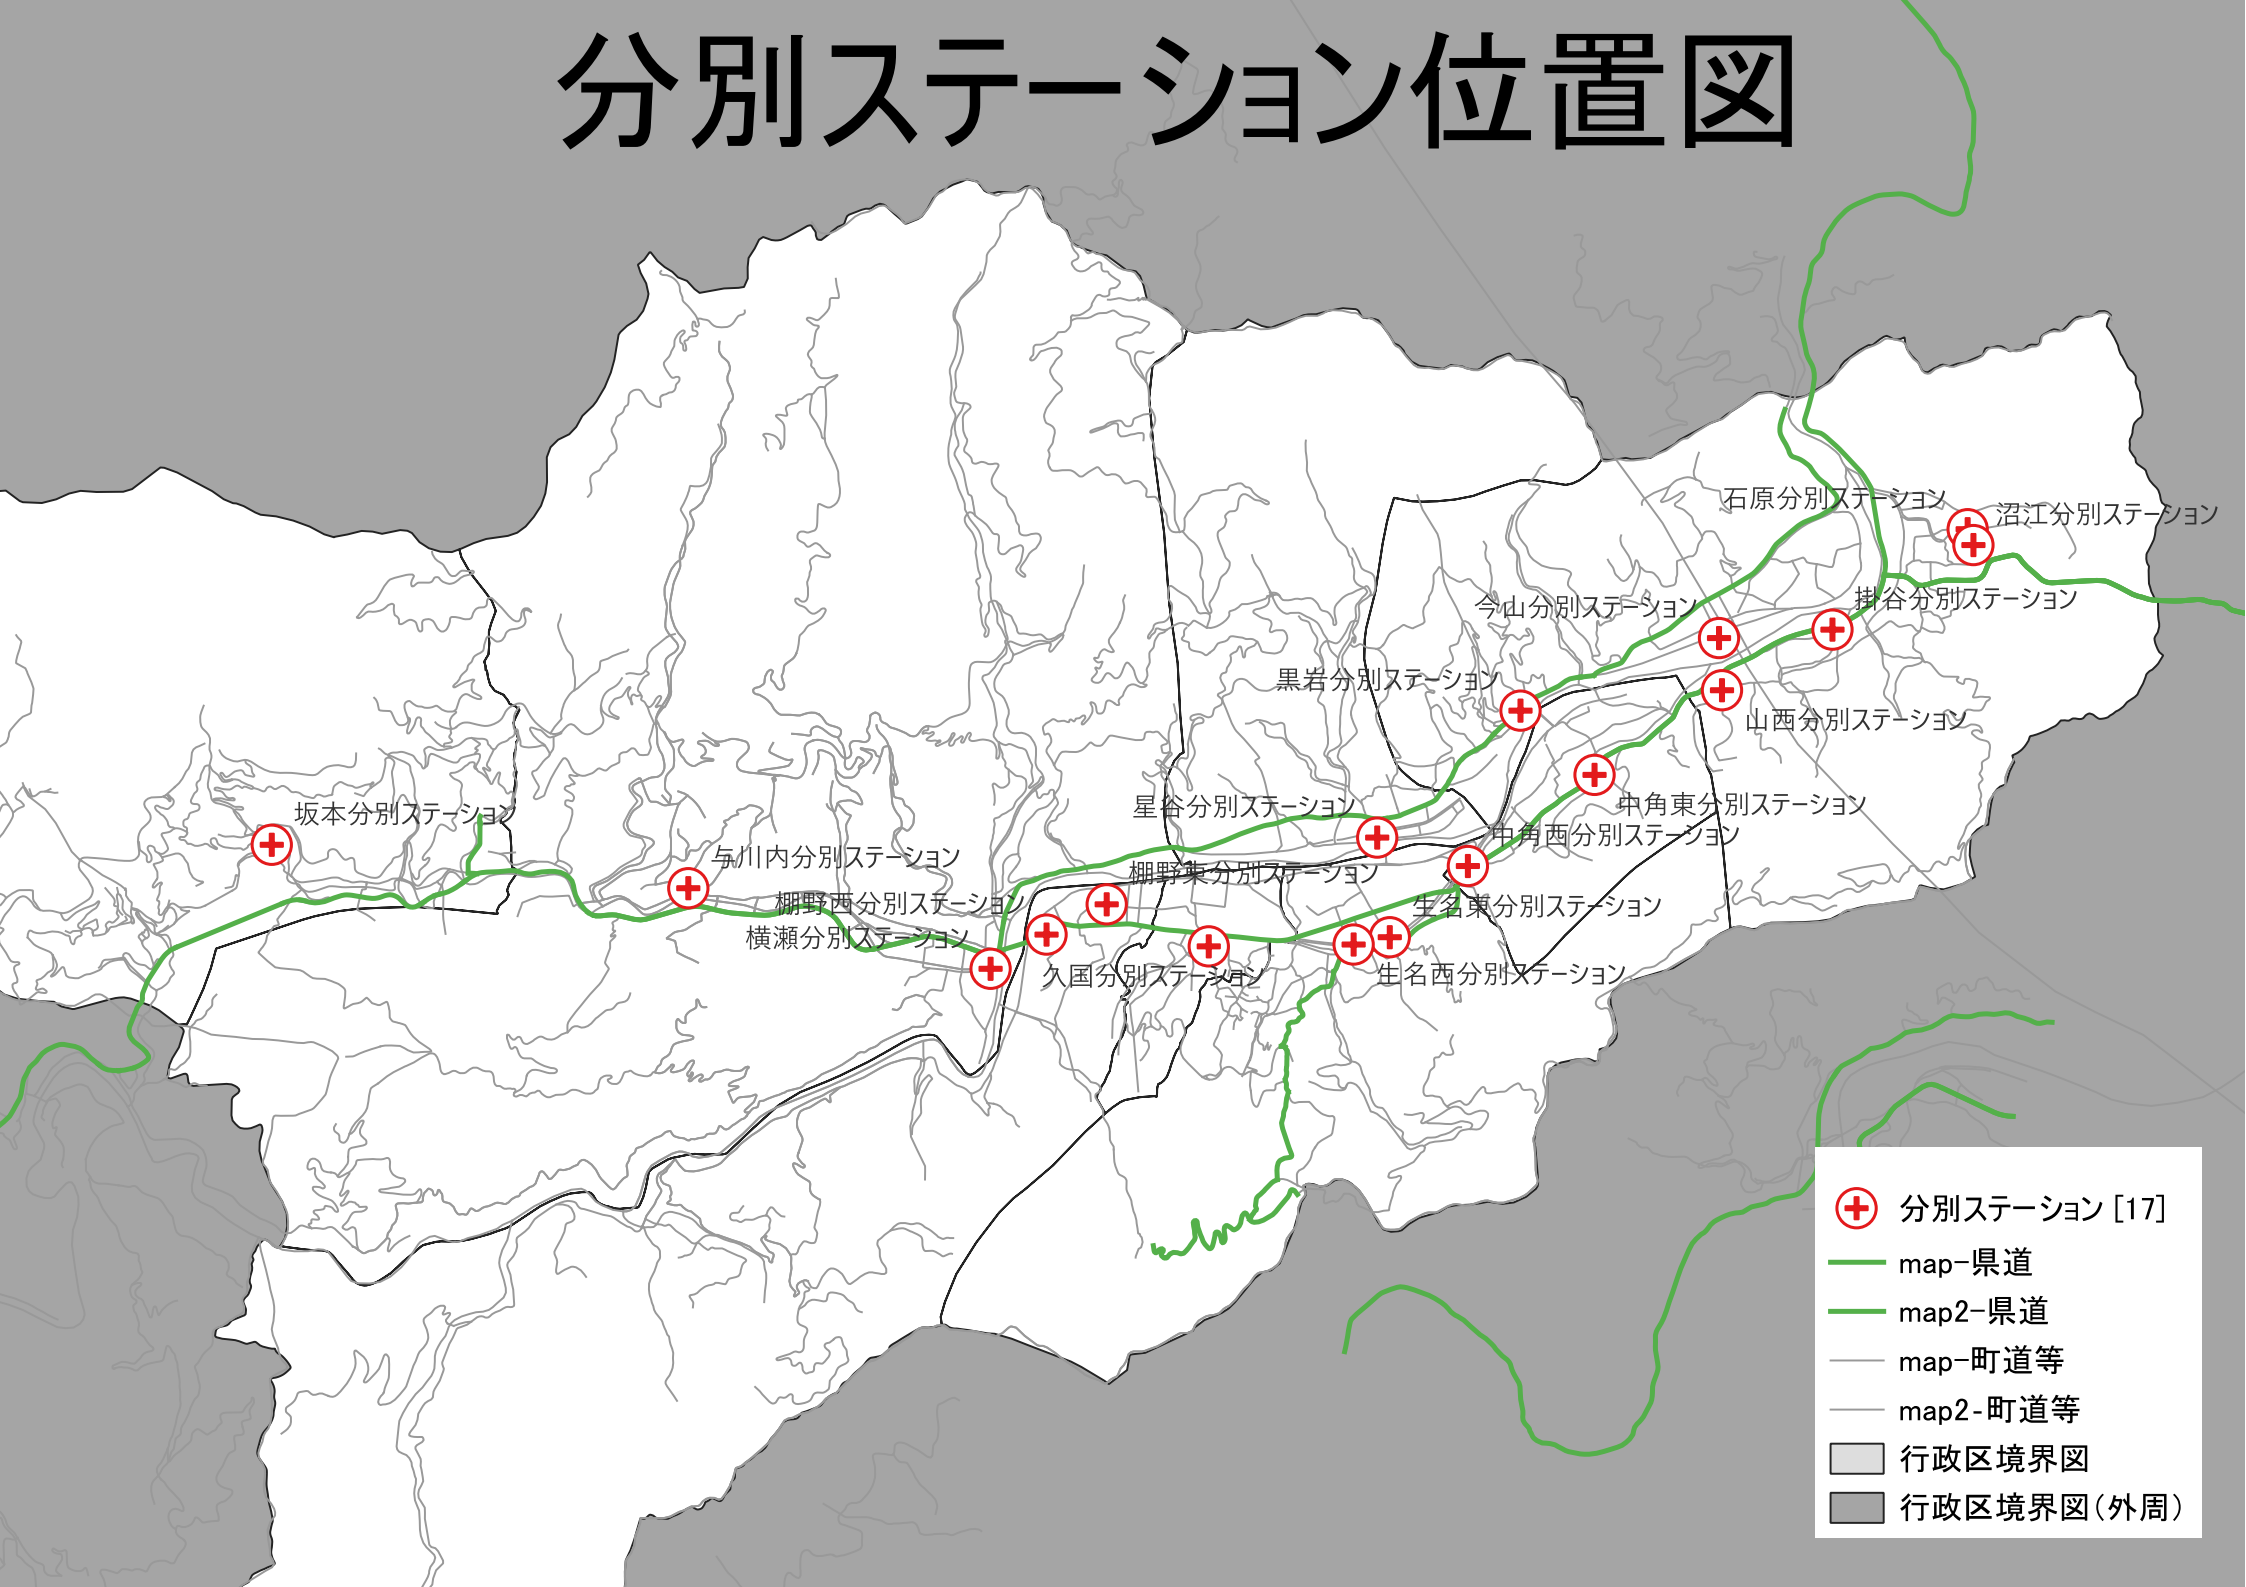 分別ステーション位置図
石原分別ステーション
沼江分別ステーション
今山分別ステーション
掛谷分別ステーション
黒岩分別ステーション
山西分別ステーション
坂本分別ステーション
星谷分別ステーション
中角東分別ステーション
中角西分別ステーション
与川内分別ステーション
棚野東分別ステーション
棚野西分別ステーション
生名東分別ステーション
横瀬分別ステーション
久国分別ステーション
生名西分別ステーション
分別ステーション [17]
map-県道
map2-県道
map-町道等
map2-町道等
行政区境界図
行政区境界図(外周)